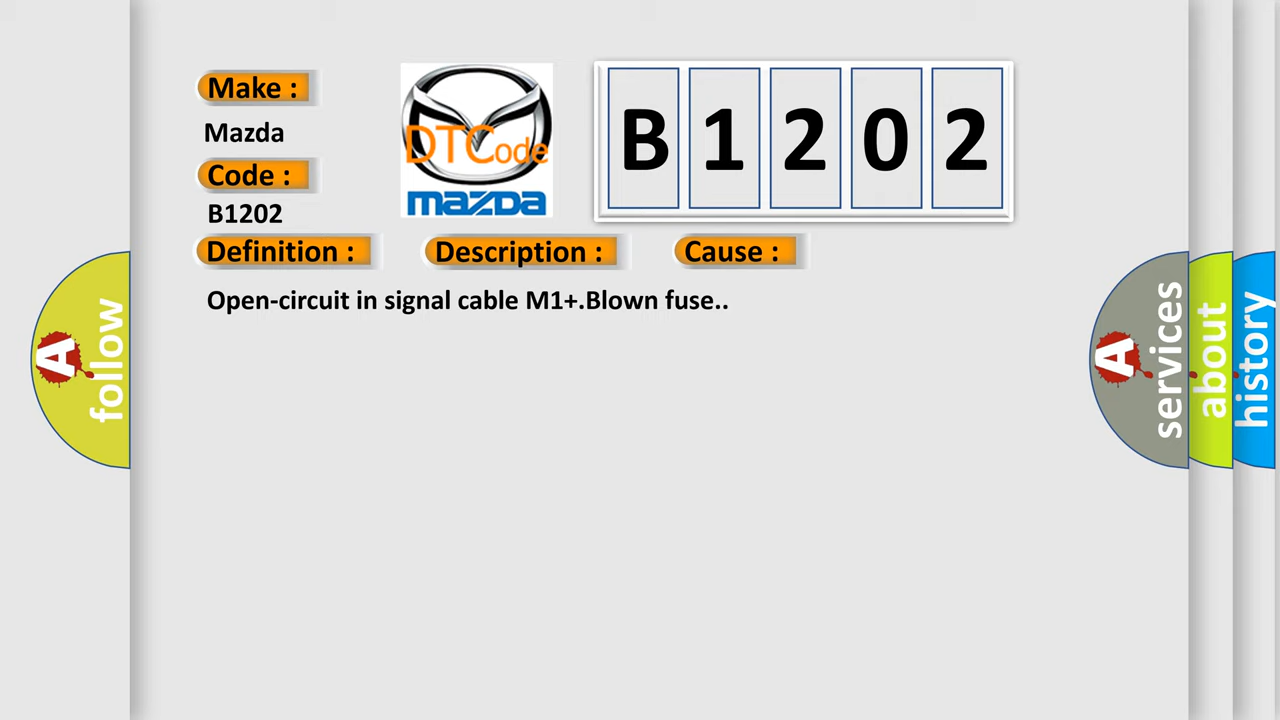 Make :
Mazda
Code :
B1202
DTCode
mazda
B1202
Definition :
Description :
Cause :
Open-circuit in signal cable M1+.Blown fuse..
A
follow
A
services
about
history